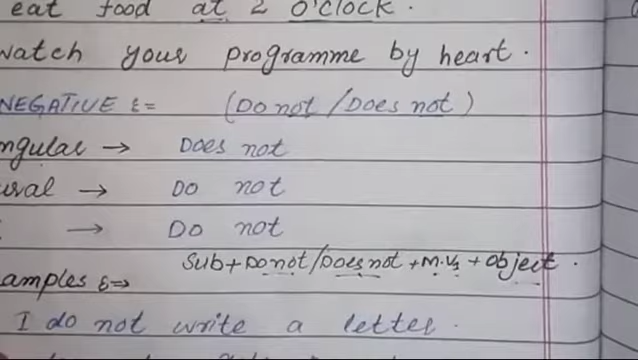 eat food at 2 O'clock.
watch your programme by heart.
NEGATIVE := (Do not / Does not)
ngular → Does not
ural → Do not
→ Do not
Sub + Do not / Does not + M.V₁ + Object.
amples :⇒
I do not write a letter.